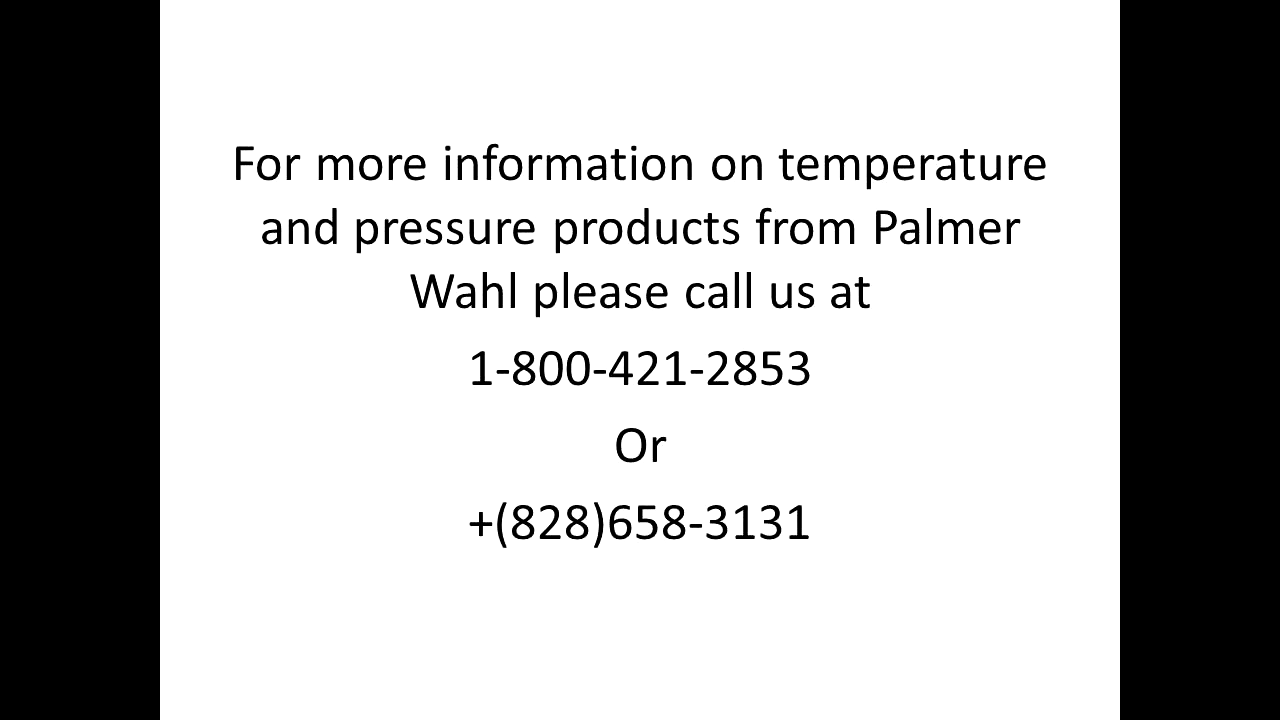 For more information on temperature
and pressure products from Palmer
Wahl please call us at
1-800-421-2853
Or
+(828)658-3131